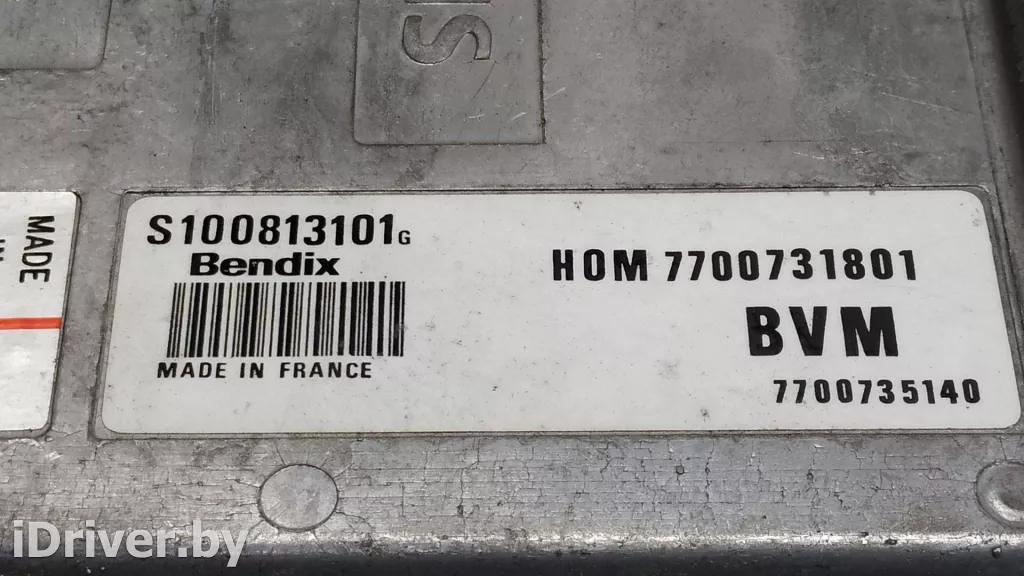 MADE
S100813101G
Bendix
MADE IN FRANCE
HOM 7700731801
BVM
7700735140
iDriver.by